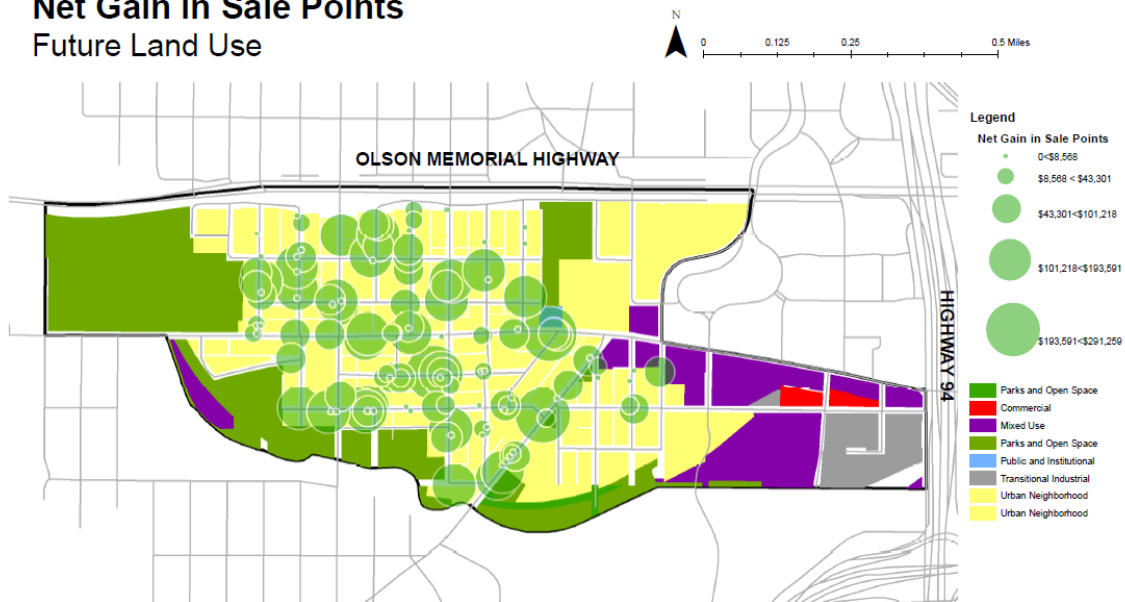 Net Gain in Sale Points
Future Land Use
N
0 0.125 0.25 0.5 Miles
OLSON MEMORIAL HIGHWAY
HIGHWAY 94
Legend
Net Gain in Sale Points
0<$8,568
$8,568 < $43,301
$43,301<$101,218
$101,218<$193,591
$193,591<$291,259
Parks and Open Space
Commercial
Mixed Use
Parks and Open Space
Public and Institutional
Transitional Industrial
Urban Neighborhood
Urban Neighborhood